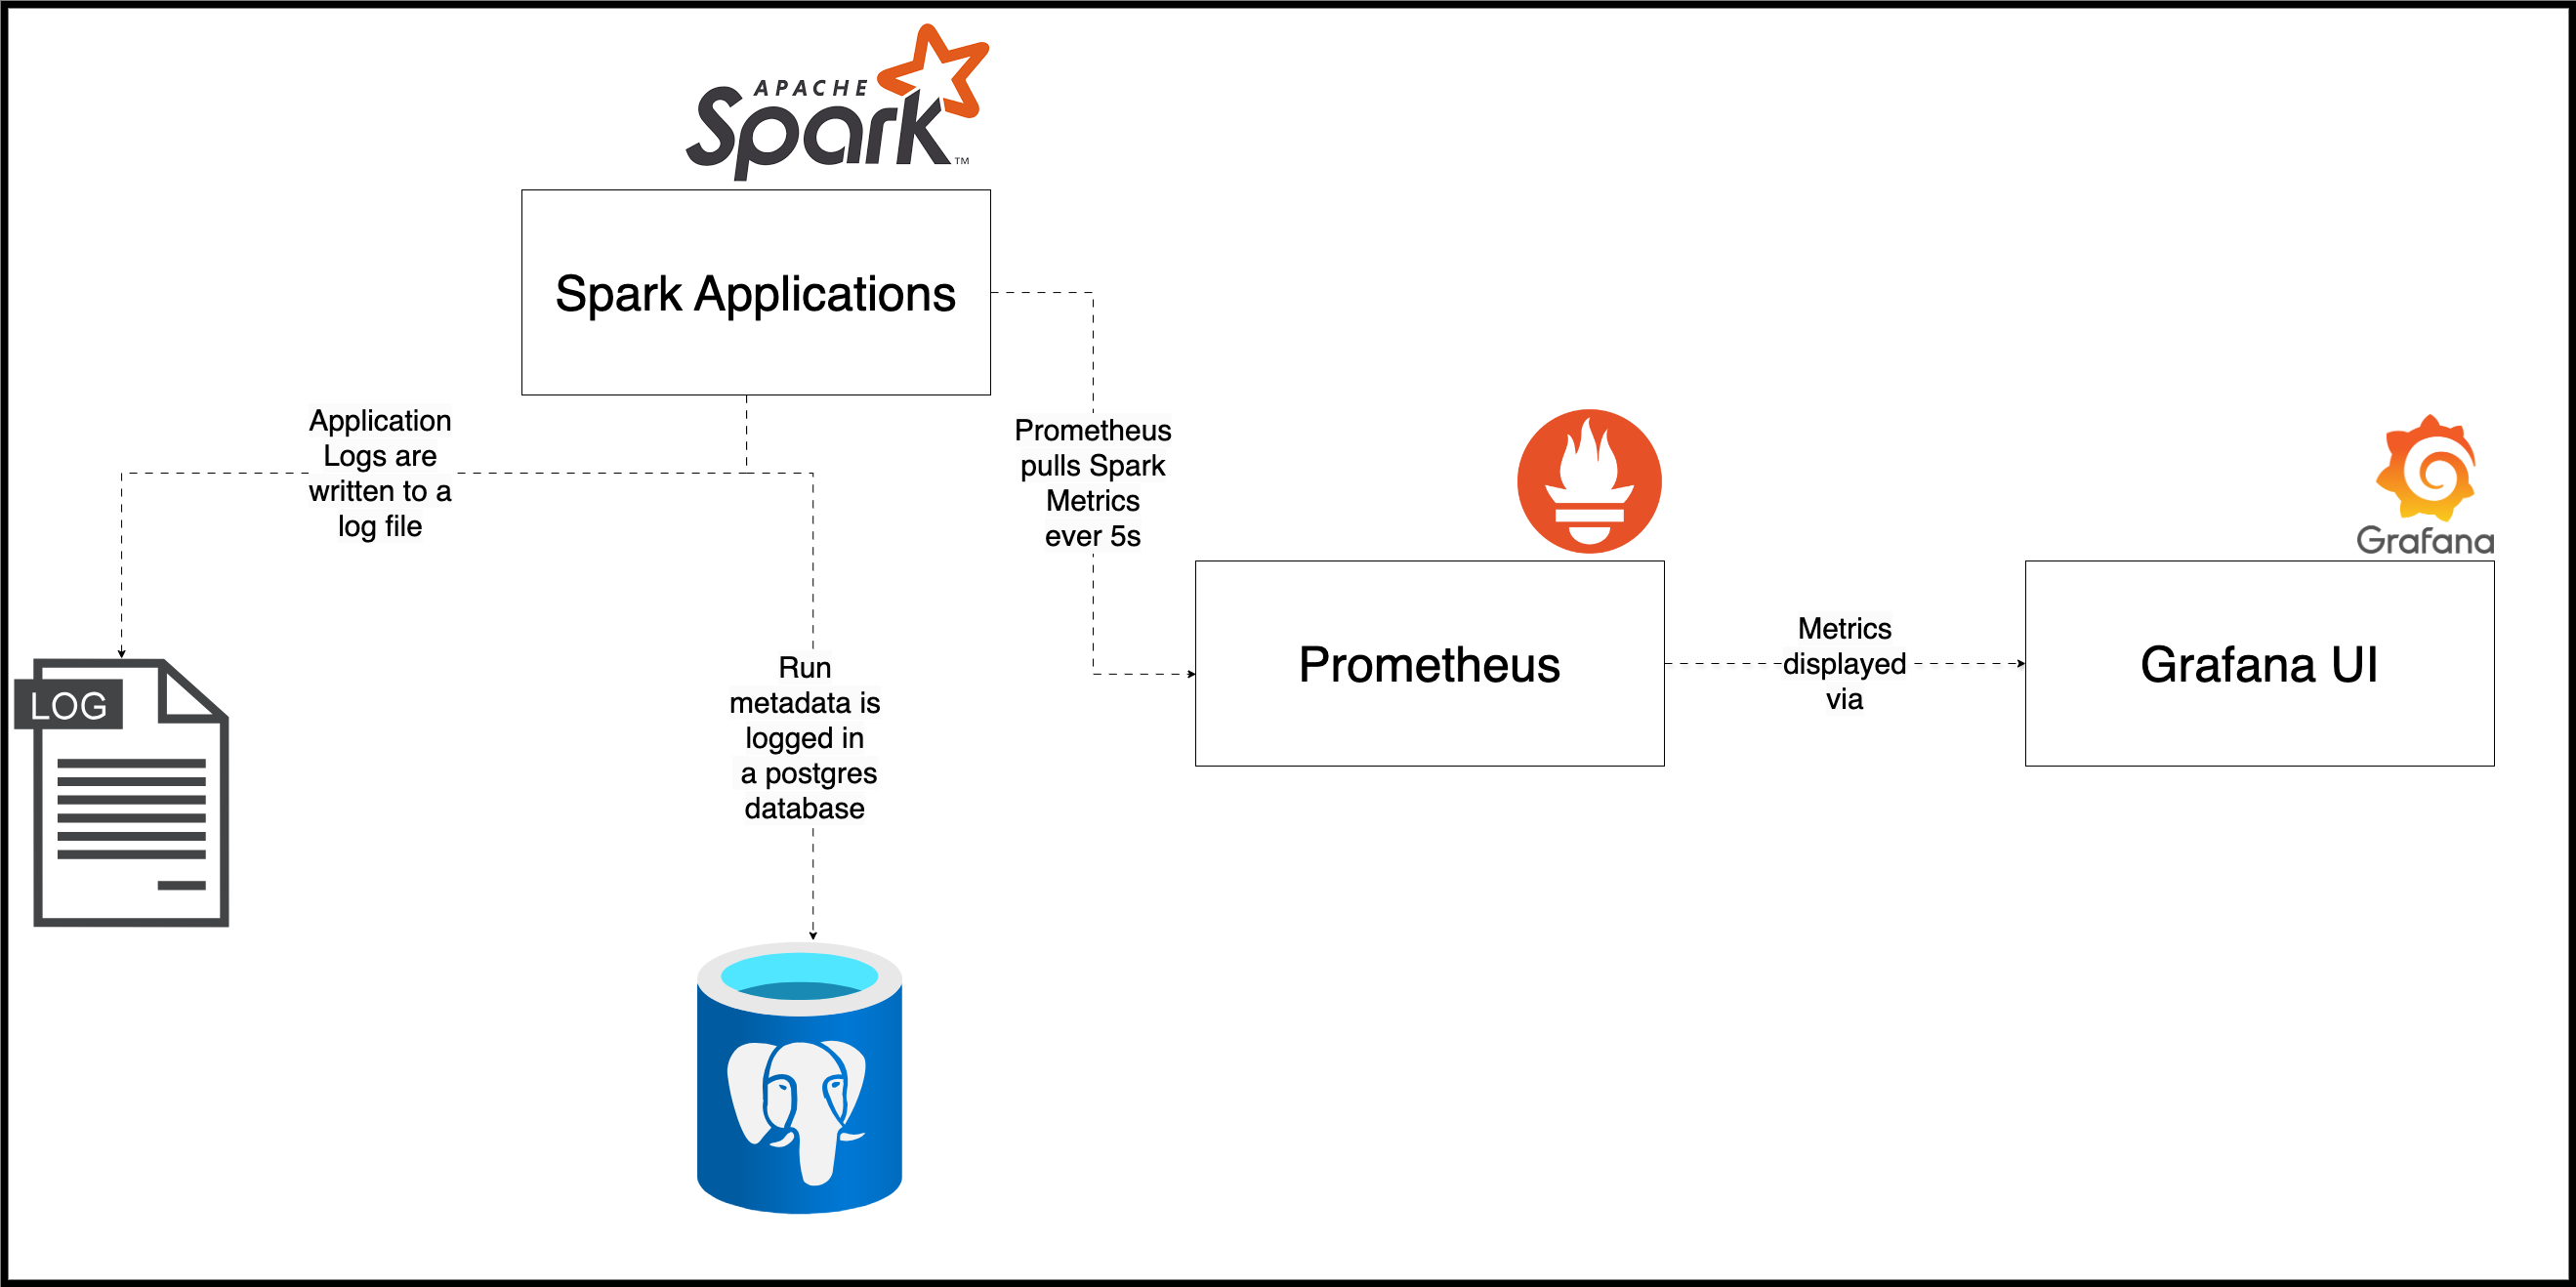 APACHE
Spark™
Spark Applications
Application
Logs are
written to a
log file
Prometheus
pulls Spark
Metrics
ever 5s
Grafana
LOG
Run
metadata is
logged in
a postgres
database
Prometheus
Metrics
displayed
via
Grafana UI